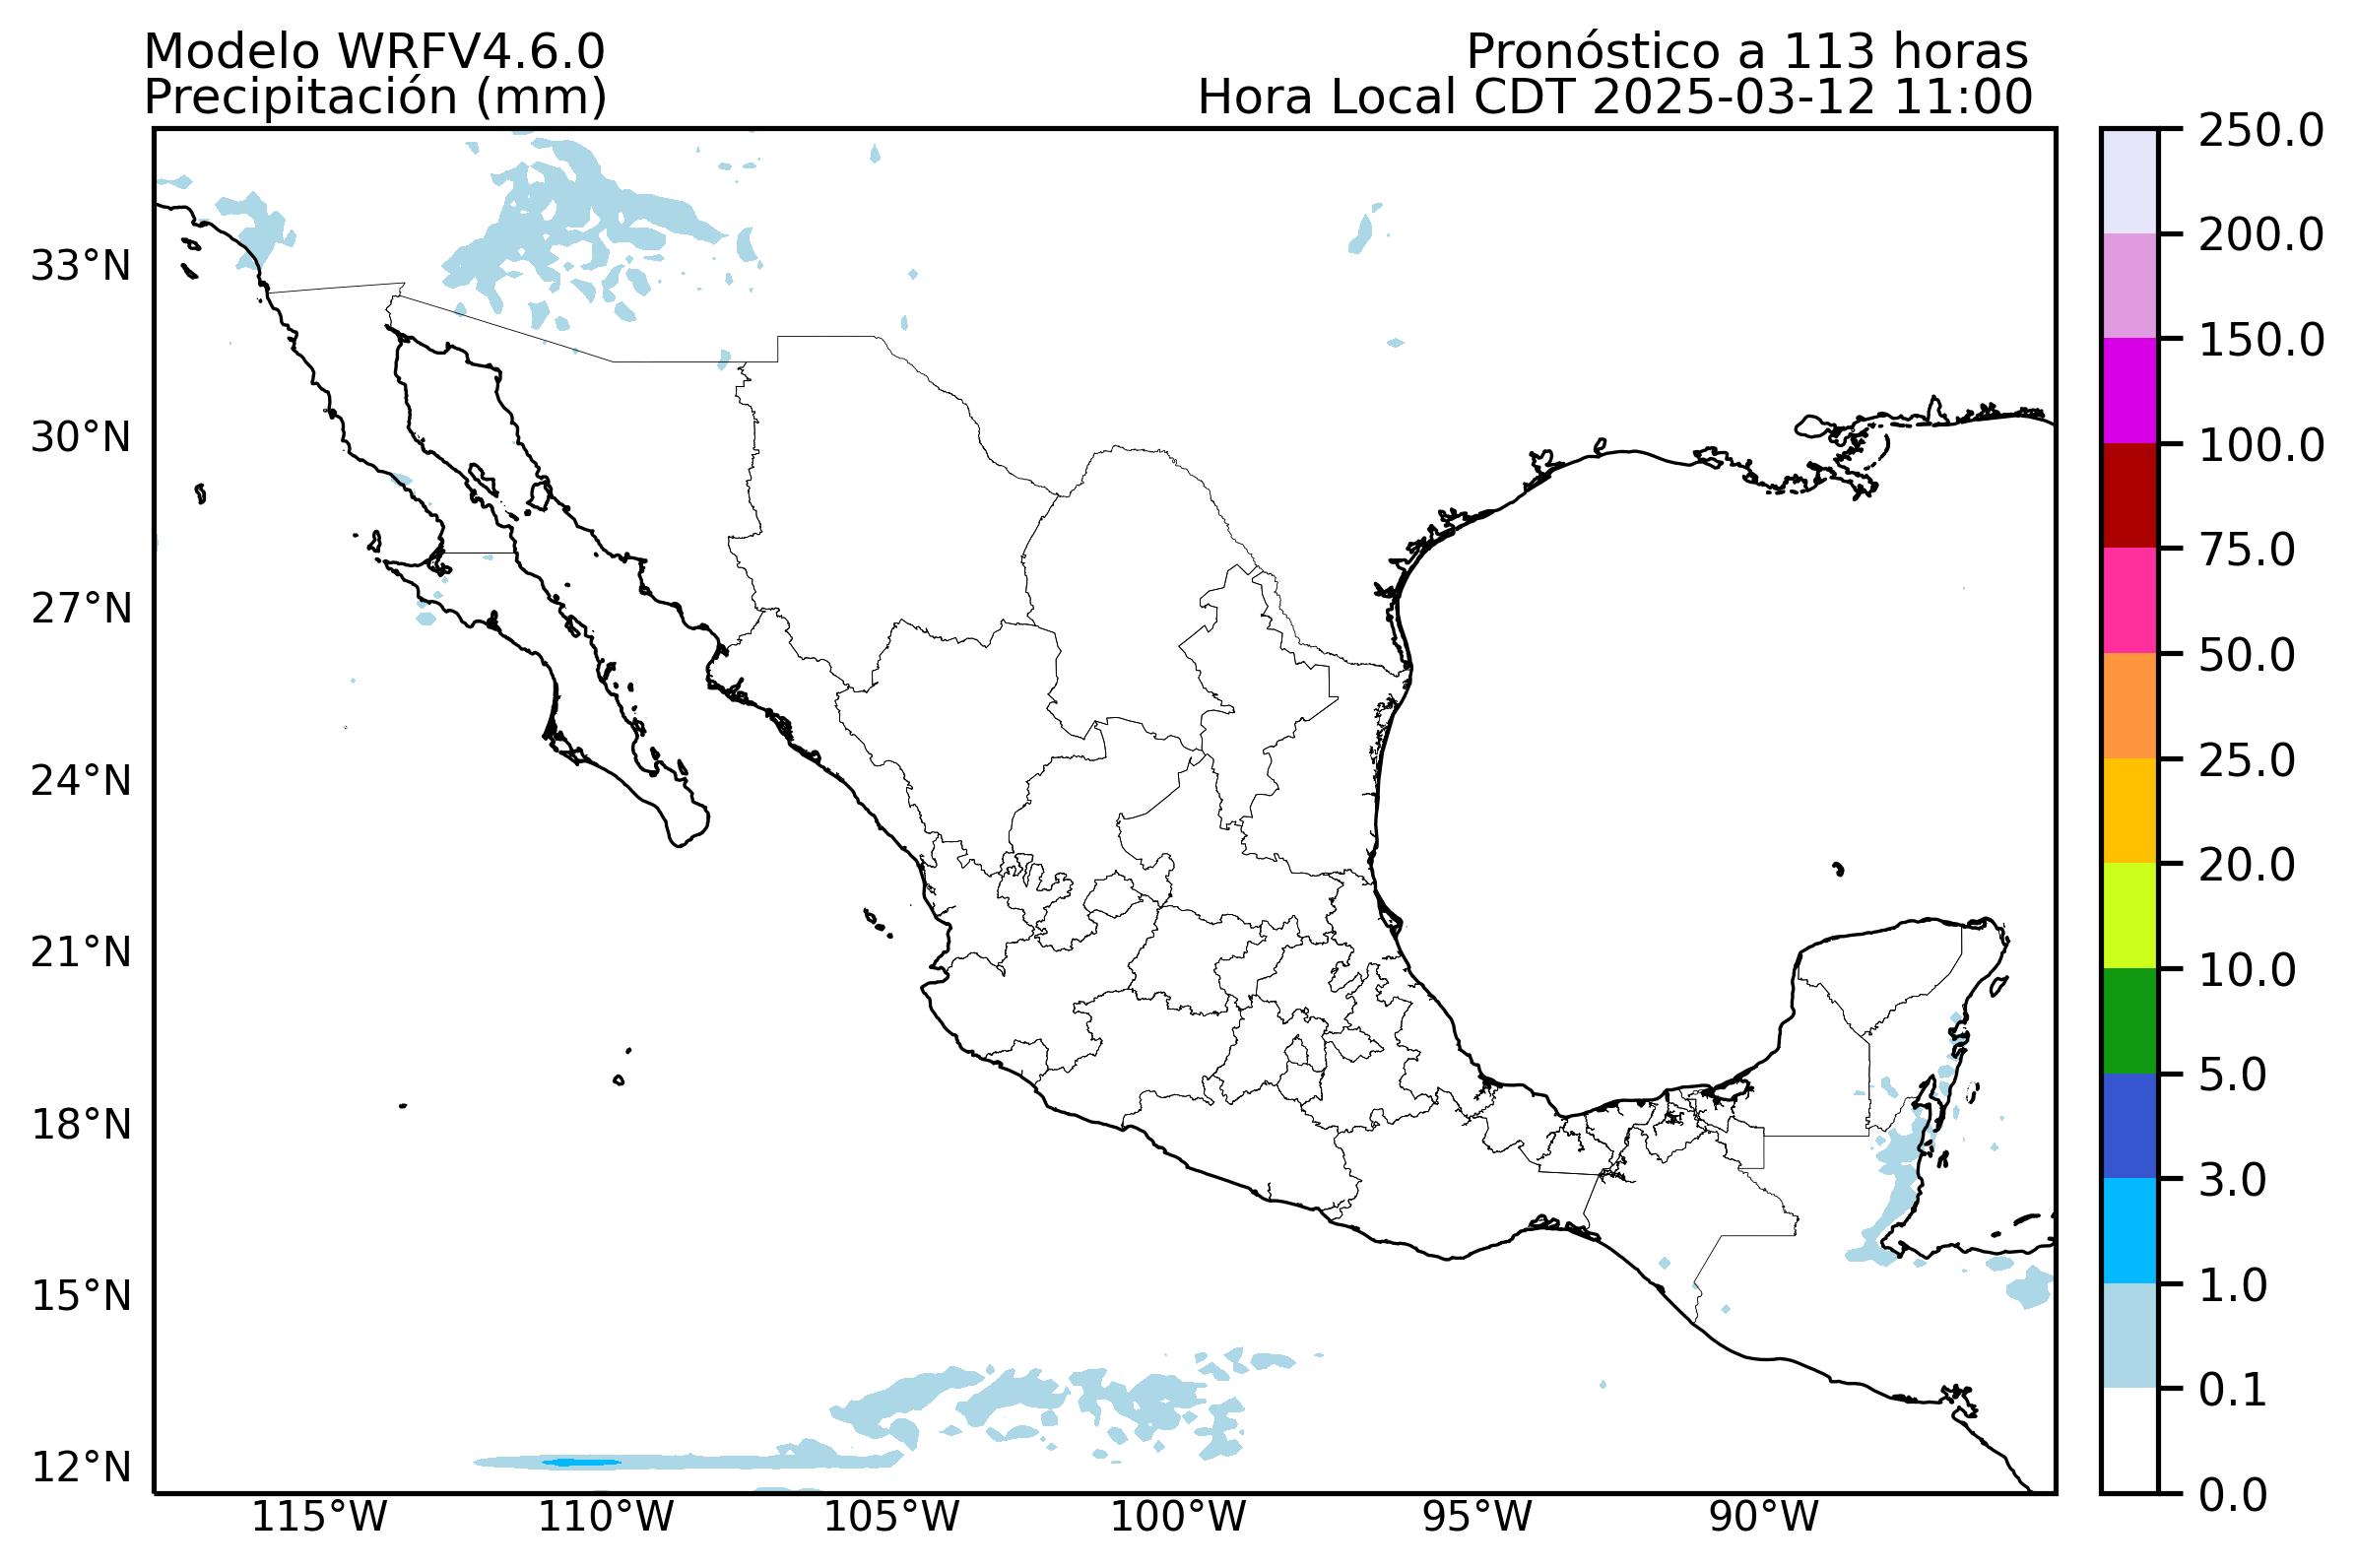 Modelo WRFV4.6.0
Precipitación (mm)
Pronóstico a 113 horas
Hora Local CDT 2025-03-12 11:00
33°N
30°N
27°N
24°N
21°N
18°N
15°N
12°N
115°W
110°W
105°W
100°W
95°W
90°W
250.0
200.0
150.0
100.0
75.0
50.0
25.0
20.0
10.0
5.0
3.0
1.0
0.1
0.0